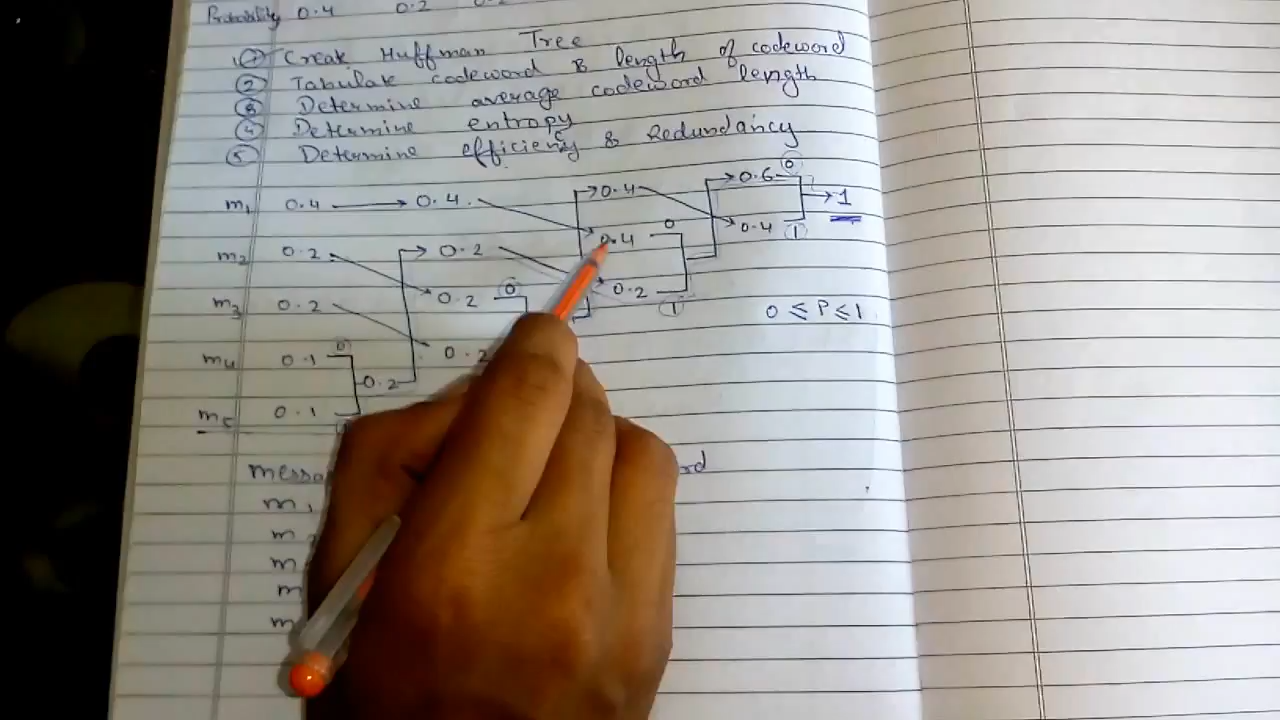 Probability 0.4 0.2 0.2
① Creat Huffman Tree
② Tabulate codeword & length of codeword
③ Determine average codeword length
④ Determine entropy
⑤ Determine efficiency & Redundancy
m1 0.4 0.4 0.4 0.6 0 1
0.4 0 0.4 1
m2 0.2 0.2 0.2 1
m3 0.2 0.2 0 0 ≤ P ≤ 1
m4 0.1 0 0.2 0.2
m5 0.1
m1
m
m
m
m